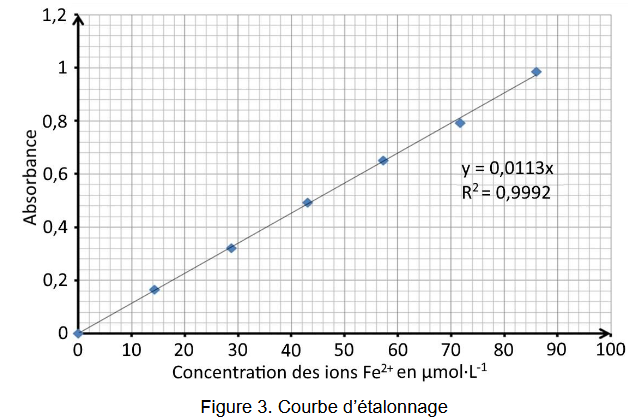 1,2
1
0,8
0,6
0,4
0,2
0
Absorbance
y = 0,0113x
R² = 0,9992
0 10 20 30 40 50 60 70 80 90 100
Concentration des ions Fe²⁺ en µmol·L⁻¹
Figure 3. Courbe d’étalonnage